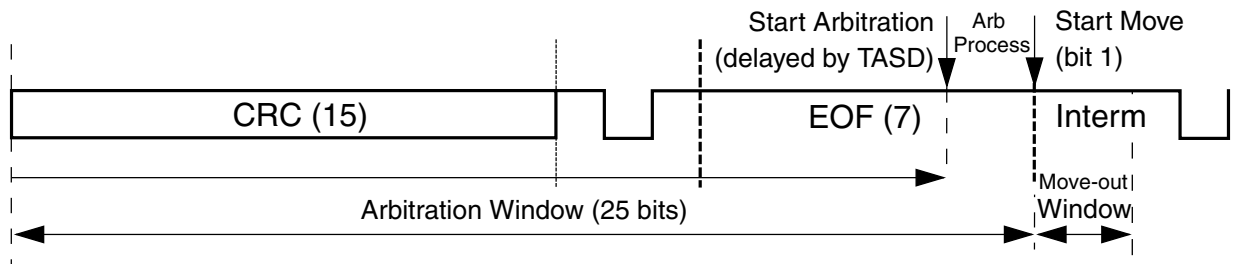 Start Arbitration
(delayed by TASD)
Arb
Process
Start Move
(bit 1)
CRC (15)
EOF (7)
Interm
Arbitration Window (25 bits)
Move-out
Window